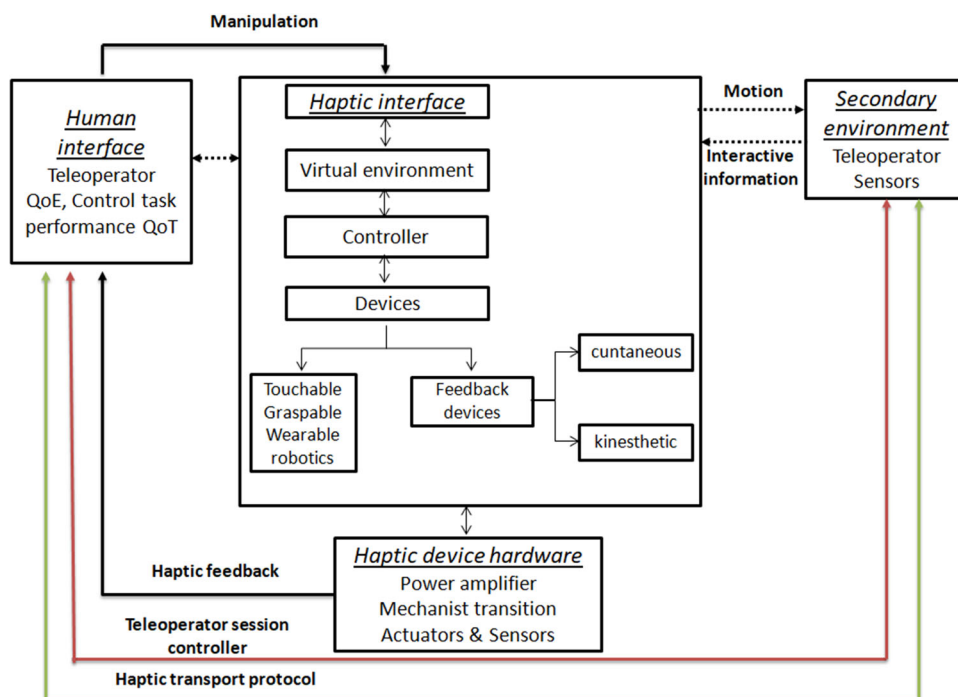 Manipulation
Human
interface
Teleoperator
QoE, Control task
performance QoT
Haptic interface
Virtual environment
Controller
Devices
Touchable
Graspable
Wearable
robotics
Feedback
devices
cuntaneous
kinesthetic
Motion
Interactive
information
Secondary
environment
Teleoperator
Sensors
Haptic device hardware
Power amplifier
Mechanist transition
Actuators & Sensors
Haptic feedback
Teleoperator session
controller
Haptic transport protocol